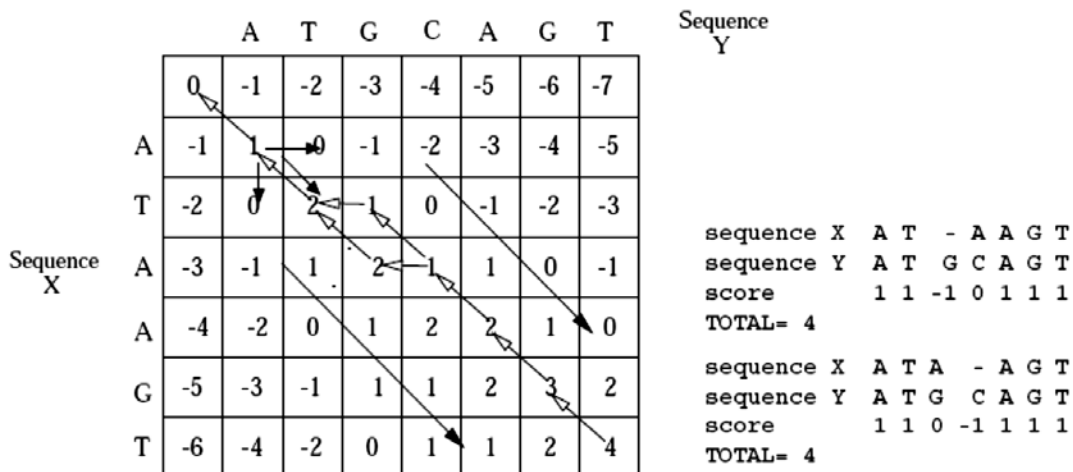 A T G C A G T
Sequence
Y
0 -1 -2 -3 -4 -5 -6 -7
A -1 1 0 -1 -2 -3 -4 -5
T -2 0 2 1 0 -1 -2 -3
Sequence
X
A -3 -1 1 2 1 1 0 -1
A -4 -2 0 1 2 2 1 0
G -5 -3 -1 1 1 2 3 2
T -6 -4 -2 0 1 1 2 4
sequence X A T - A A G T
sequence Y A T G C A G T
score 1 1 -1 0 1 1 1
TOTAL= 4
sequence X A T A - A G T
sequence Y A T G C A G T
score 1 1 0 -1 1 1 1
TOTAL= 4